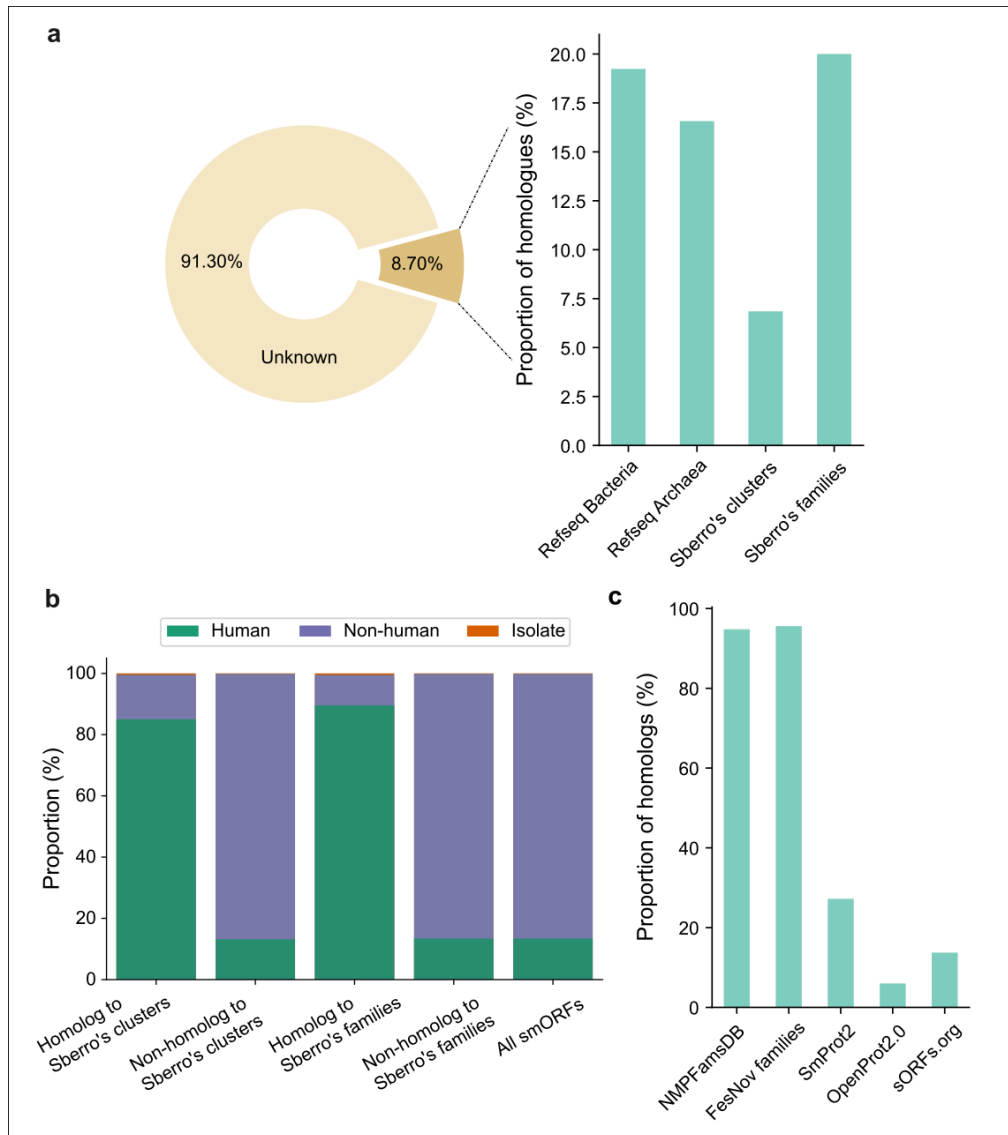 a
91.30%
8.70%
Unknown
Proportion of homologues (%)
20.0
17.5
15.0
12.5
10.0
7.5
5.0
2.5
0.0
Refseq Bacteria
Refseq Archaea
Sberro's clusters
Sberro's families
b
Human
Non-human
Isolate
Proportion (%)
100
80
60
40
20
0
Homolog to
Sberro's clusters
Non-homolog to
Sberro's clusters
Homolog to
Sberro's families
Non-homolog to
Sberro's families
All smORFs
c
Proportion of homologs (%)
100
80
60
40
20
0
NMPFamsDB
FesNov families
SmProt2
OpenProt2.0
sORFs.org